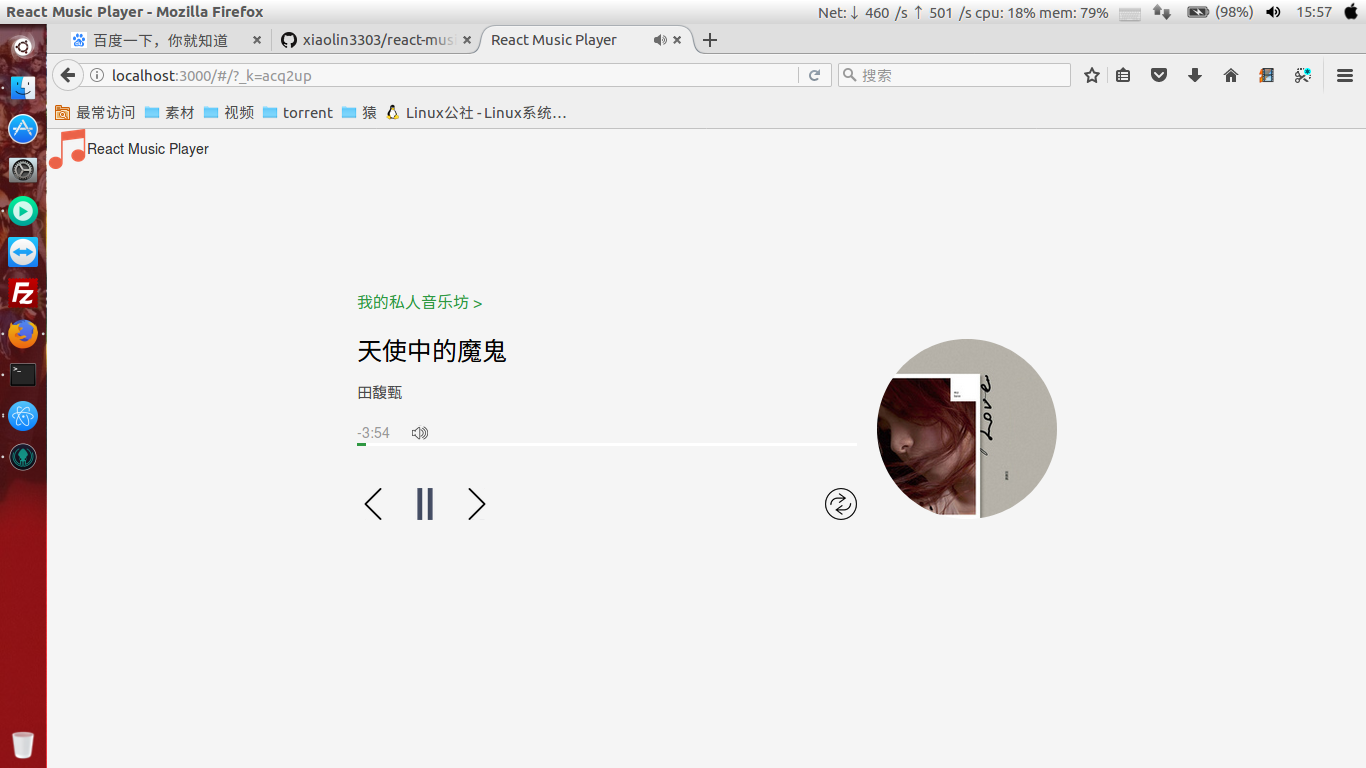 React Music Player - Mozilla Firefox
Net:↓ 460 /s ↑ 501 /s cpu: 18% mem: 79%
(98%)
15:57
百度一下，你就知道
xiaolin3303/react-mus
React Music Player
localhost:3000/#/?_k=acq2up
搜索
最常访问
素材
视频
torrent
猿
Linux公社 - Linux系统…
React Music Player
我的私人音乐坊 >
天使中的魔鬼
田馥甄
-3:54